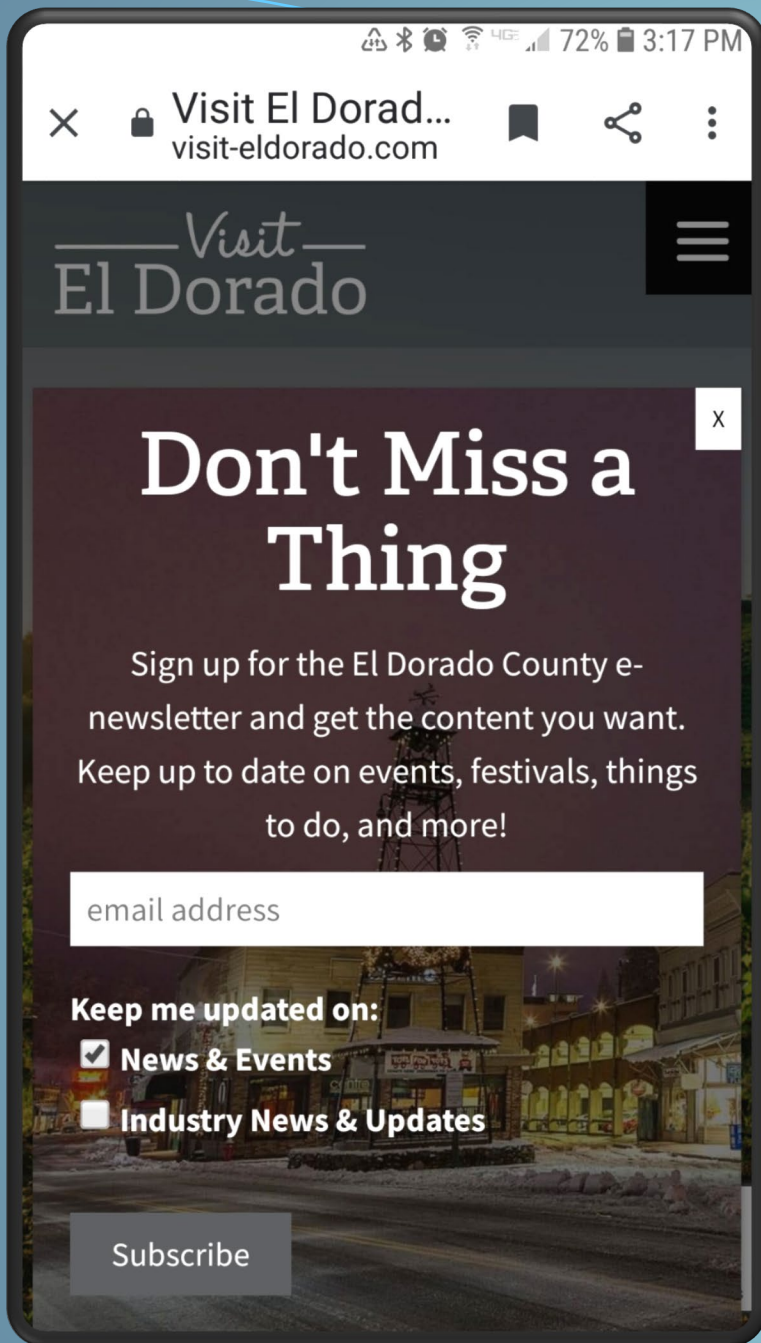 4GE 72% 3:17 PM
Visit El Dorad...
visit-eldorado.com
Visit
El Dorado
X
Don't Miss a
Thing
Sign up for the El Dorado County e-
newsletter and get the content you want.
Keep up to date on events, festivals, things
to do, and more!
email address
Keep me updated on:
News & Events
Industry News & Updates
Subscribe